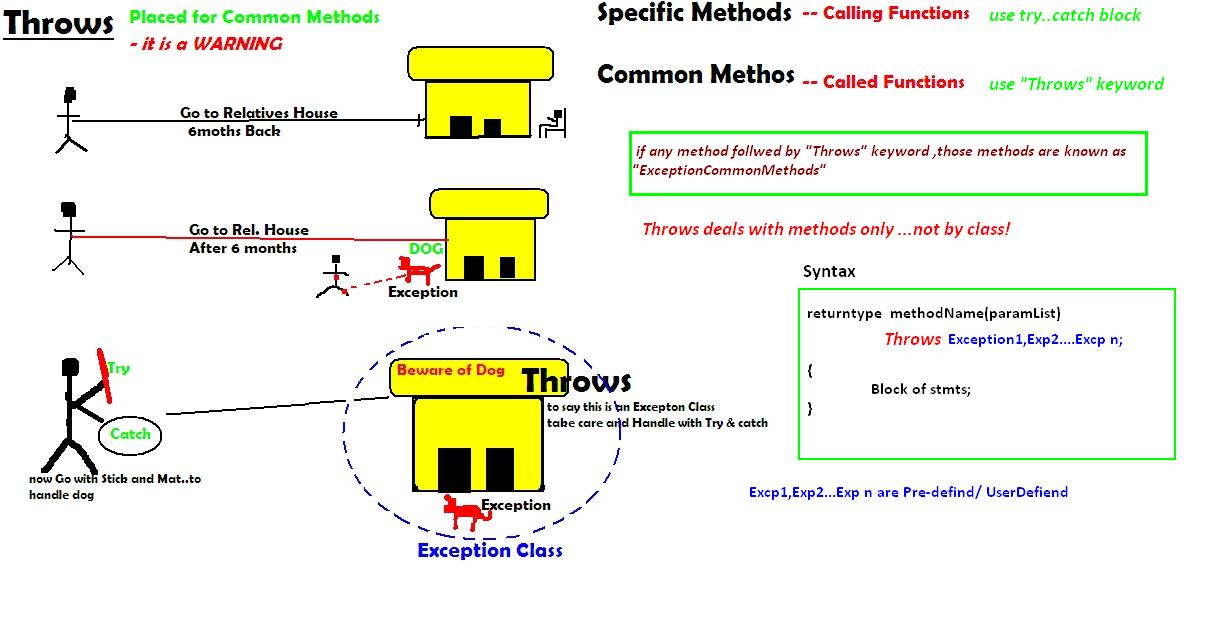 Throws
Placed for Common Methods
- it is a WARNING
Go to Relatives House
6moths Back
Go to Rel. House
After 6 months
DOG
Exception
Try
Catch
now Go with Stick and Mat..to
handle dog
Beware of Dog
Throws
to say this is an Excepton Class
take care and Handle with Try & catch
Exception
Exception Class
Specific Methods -- Calling Functions use try..catch block
Common Methos -- Called Functions use "Throws" keyword
if any method follwed by "Throws" keyword ,those methods are known as
"ExceptionCommonMethods"
Throws deals with methods only ...not by class!
Syntax
returntype methodName(paramList)
Throws Exception1,Exp2....Excp n;
{
Block of stmts;
}
Excp1,Exp2...Exp n are Pre-defind/ UserDefiend